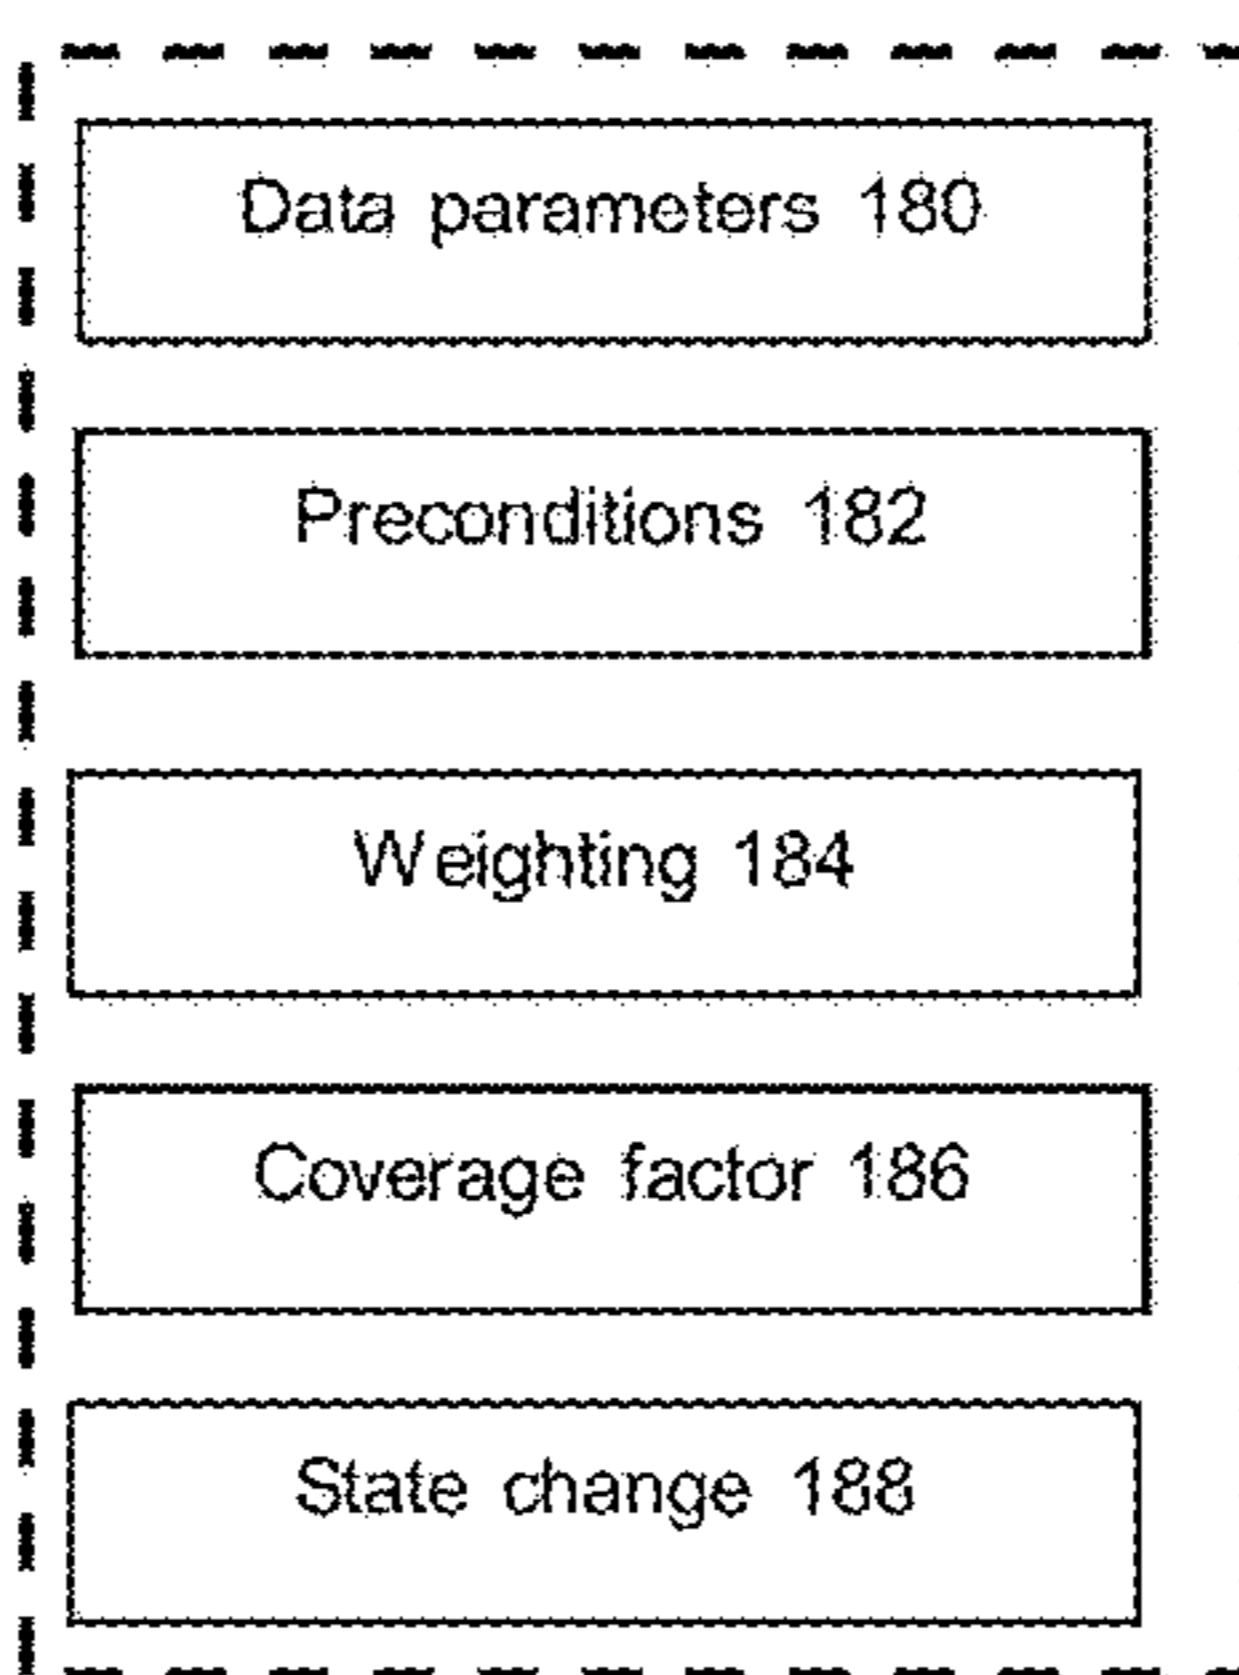 Data parameters 180
Preconditions 182
Weighting 184
Coverage factor 186
State change 188